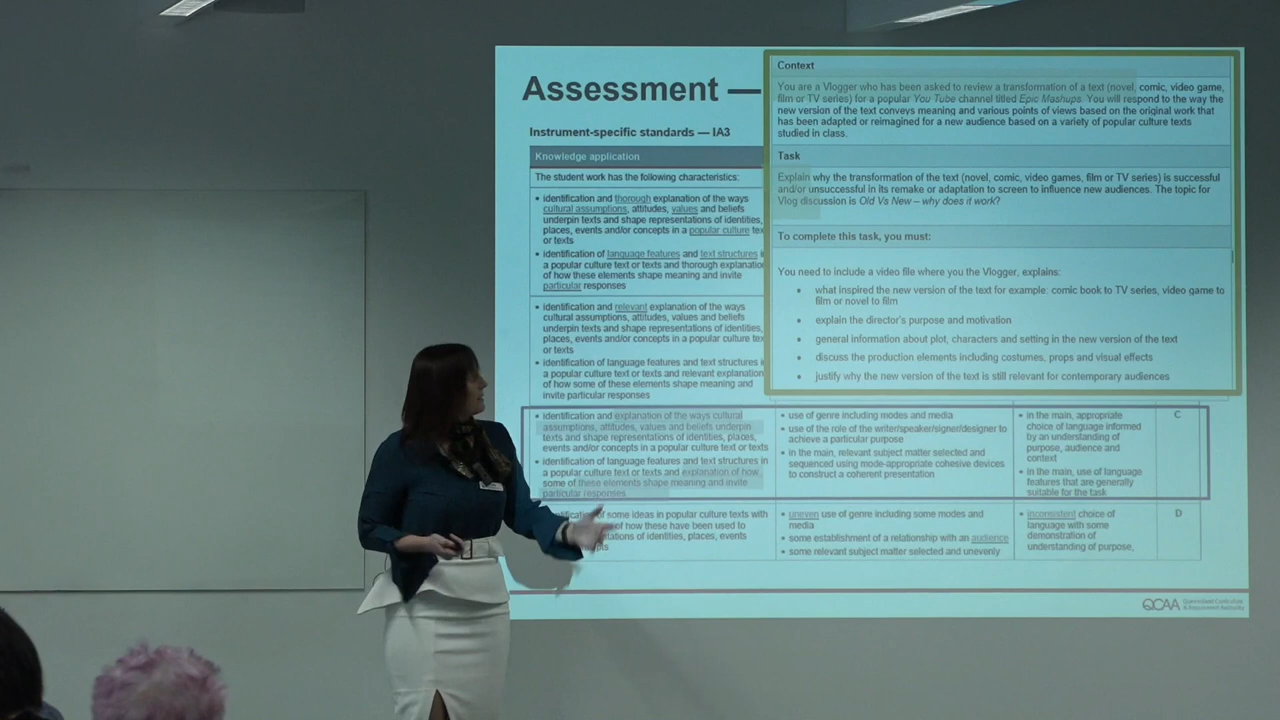 Assessment —
Instrument-specific standards — IA3
Knowledge application
The student work has the following characteristics:
• identification and thorough explanation of the ways
cultural assumptions, attitudes, values and beliefs
underpin texts and shape representations of identities,
places, events and/or concepts in a popular culture
or texts
• identification of language features and text structures
a popular culture text or texts and thorough explanation
of how these elements shape meaning and invite
particular responses
• identification and relevant explanation of the ways
cultural assumptions, attitudes, values and beliefs
underpin texts and shape representations of identities,
places, events and/or concepts in a popular culture
or texts
• identification of language features and text structures
a popular culture text or texts and relevant explanation
of how some of these elements shape meaning and
invite particular responses
• identification and explanation of the ways cultural
assumptions, attitudes, values and beliefs underpin
texts and shape representations of identities, places,
events and/or concepts in a popular culture text or texts
• identification of language features and text structures in
a popular culture text or texts and explanation of how
some of these elements shape meaning and invite
particular responses
of some ideas in popular culture texts with
of how these have been used to
of identities, places, events
Context
You are a Vlogger who has been asked to review a transformation of a text (novel, comic, video game,
film or TV series) for a popular You Tube channel titled Epic Mashups. You will respond to the way the
new version of the text conveys meaning and various points of views based on the original work that
has been adapted or reimagined for a new audience based on a variety of popular culture texts
studied in class.
Task
Explain why the transformation of the text (novel, comic, video games, film or TV series) is successful
and/or unsuccessful in its remake or adaptation to screen to influence new audiences. The topic for
Vlog discussion is Old Vs New – why does it work?
To complete this task, you must:
You need to include a video file where you the Vlogger, explains:
• what inspired the new version of the text for example: comic book to TV series, video game to
film or novel to film
• explain the director's purpose and motivation
• general information about plot, characters and setting in the new version of the text
• discuss the production elements including costumes, props and visual effects
• justify why the new version of the text is still relevant for contemporary audiences
• use of genre including modes and media
• use of the role of the writer/speaker/signer/designer to
achieve a particular purpose
• in the main, relevant subject matter selected and
sequenced using mode-appropriate cohesive devices
to construct a coherent presentation
• in the main, appropriate
choice of language informed
by an understanding of
purpose, audience and
context
• in the main, use of language
features that are generally
suitable for the task
C
• uneven use of genre including some modes and
media
• some establishment of a relationship with an audience
• some relevant subject matter selected and unevenly
• inconsistent choice of
language with some
demonstration of
understanding of purpose,
D
QCAA
Queensland Curriculum
& Assessment Authority